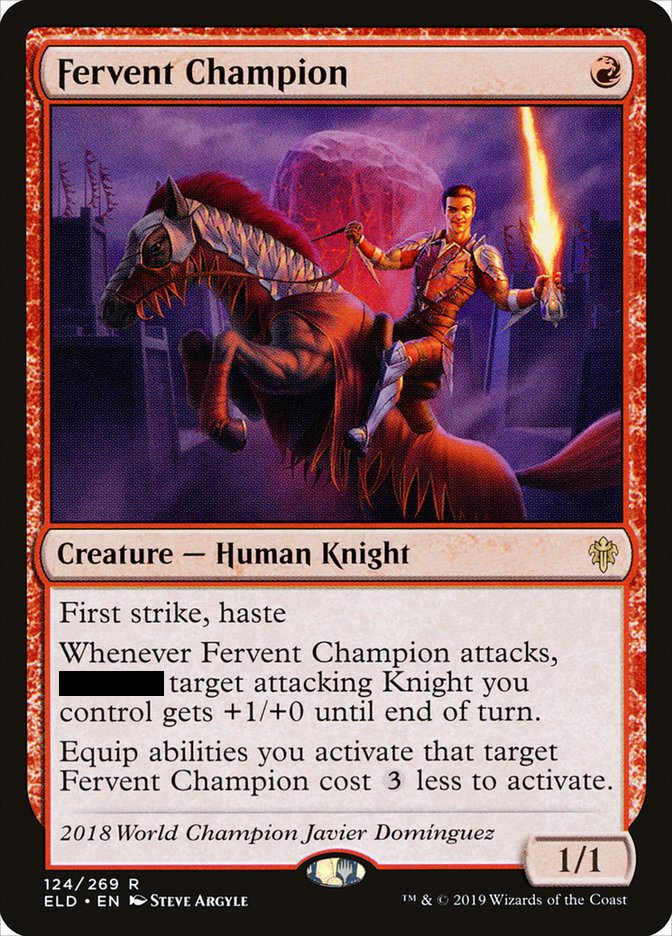 Fervent Champion
Creature — Human Knight
First strike, haste
Whenever Fervent Champion attacks,
target attacking Knight you
control gets +1/+0 until end of turn.
Equip abilities you activate that target
Fervent Champion cost 3 less to activate.
2018 World Champion Javier Domínguez
1/1
124/269 R
ELD • EN Steve Argyle
™ & © 2019 Wizards of the Coast